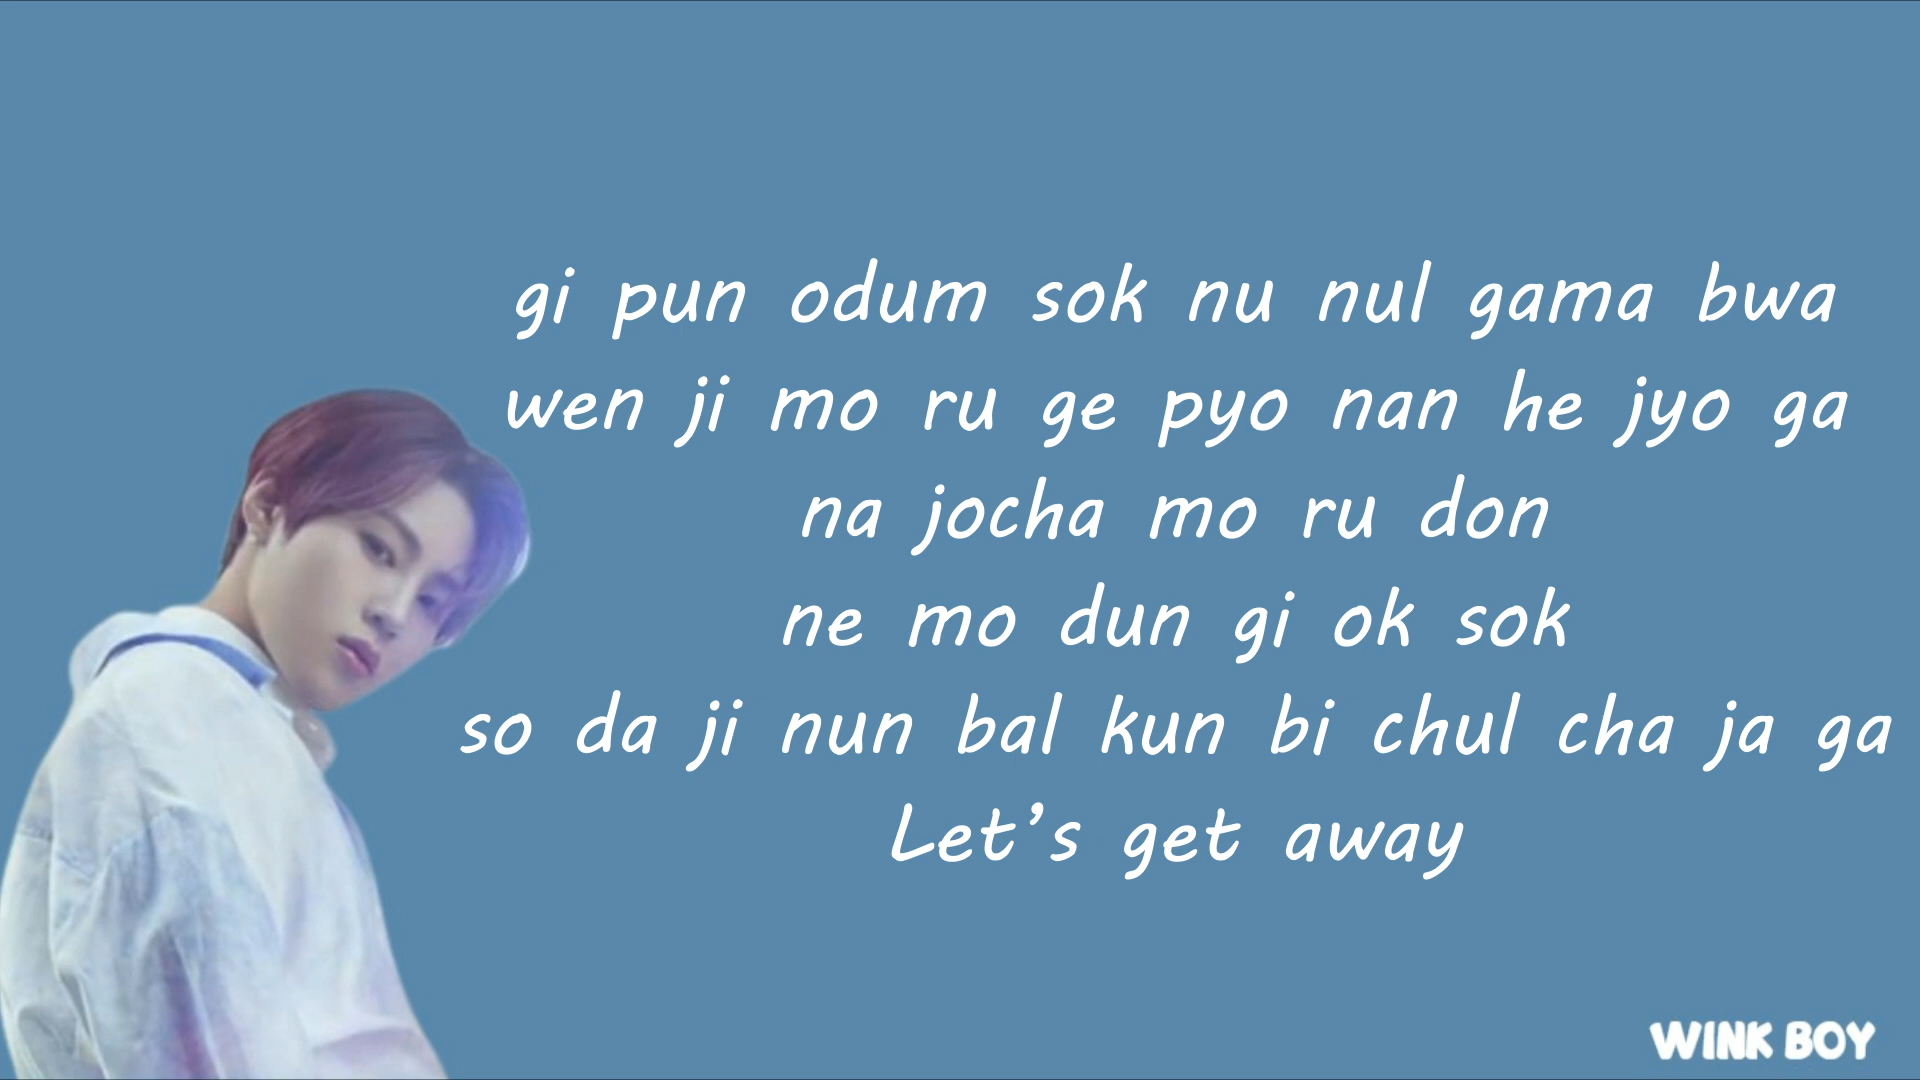 gi pun odum sok nu nul gama bwa
wen ji mo ru ge pyo nan he jyo ga
na jocha mo ru don
ne mo dun gi ok sok
so da ji nun bal kun bi chul cha ja ga
Let’s get away
WINK BOY